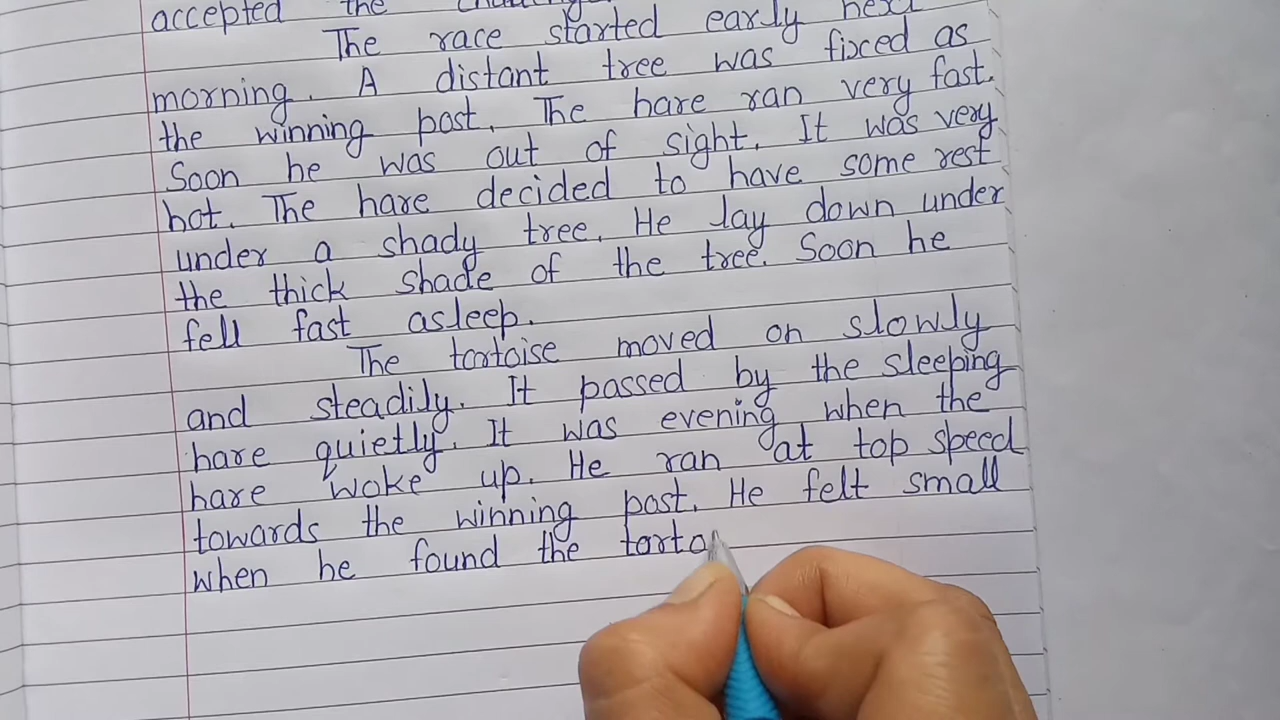 accepted the
The race started early next
morning. A distant tree was fixed as
the winning post. The hare ran very fast.
Soon he was out of sight. It was very
hot. The hare decided to have some rest
under a shady tree. He lay down under
the thick shade of the tree. Soon he
fell fast asleep.
The tortoise moved on slowly
and steadily. It passed by the sleeping
hare quietly. It was evening when the
hare woke up. He ran at top speed
towards the winning post. He felt small
when he found the torto